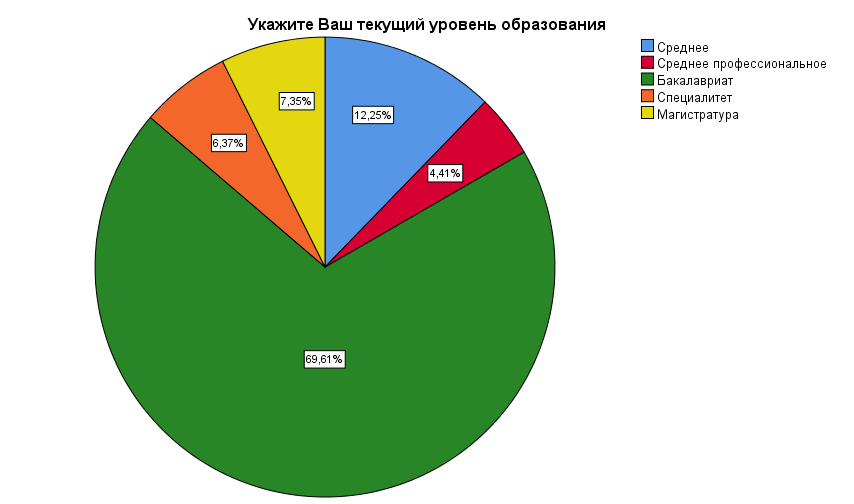 Укажите Ваш текущий уровень образования
Среднее
Среднее профессиональное
Бакалавриат
Специалитет
Магистратура
7,35%
12,25%
6,37%
4,41%
69,61%